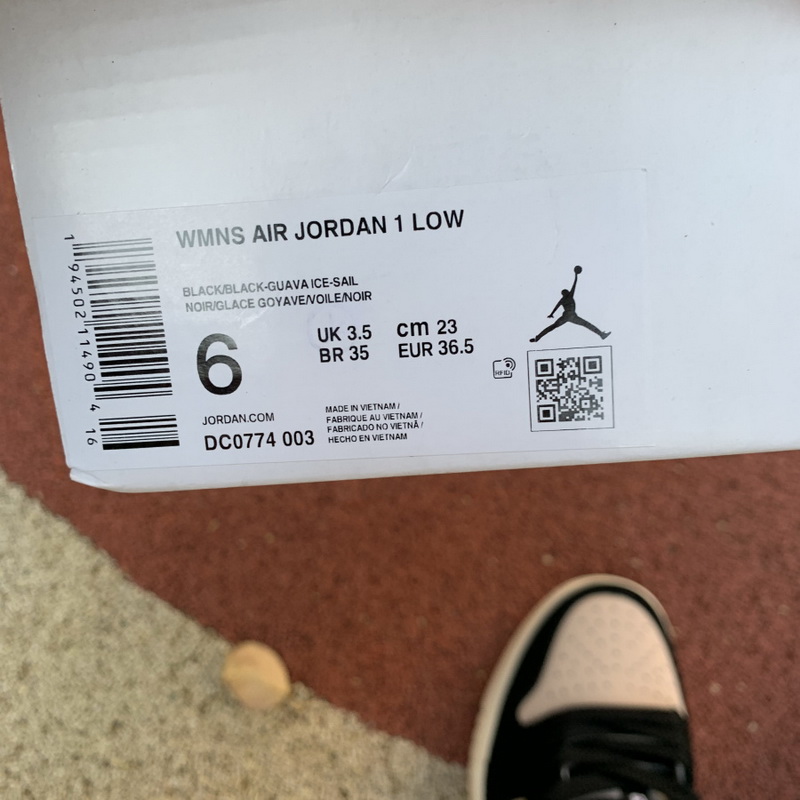 WMNS AIR JORDAN 1 LOW
BLACK/BLACK-GUAVA ICE-SAIL
NOIR/GLACE GOYAVE/VOILE/NOIR
6
UK 3.5
cm 23
BR 35
EUR 36.5
RFID
JORDAN.COM
DC0774 003
MADE IN VIETNAM /
FABRIQUE AU VIETNAM /
FABRICADO NO VIETNÃ /
HECHO EN VIETNAM
1 94502 11490 4 16